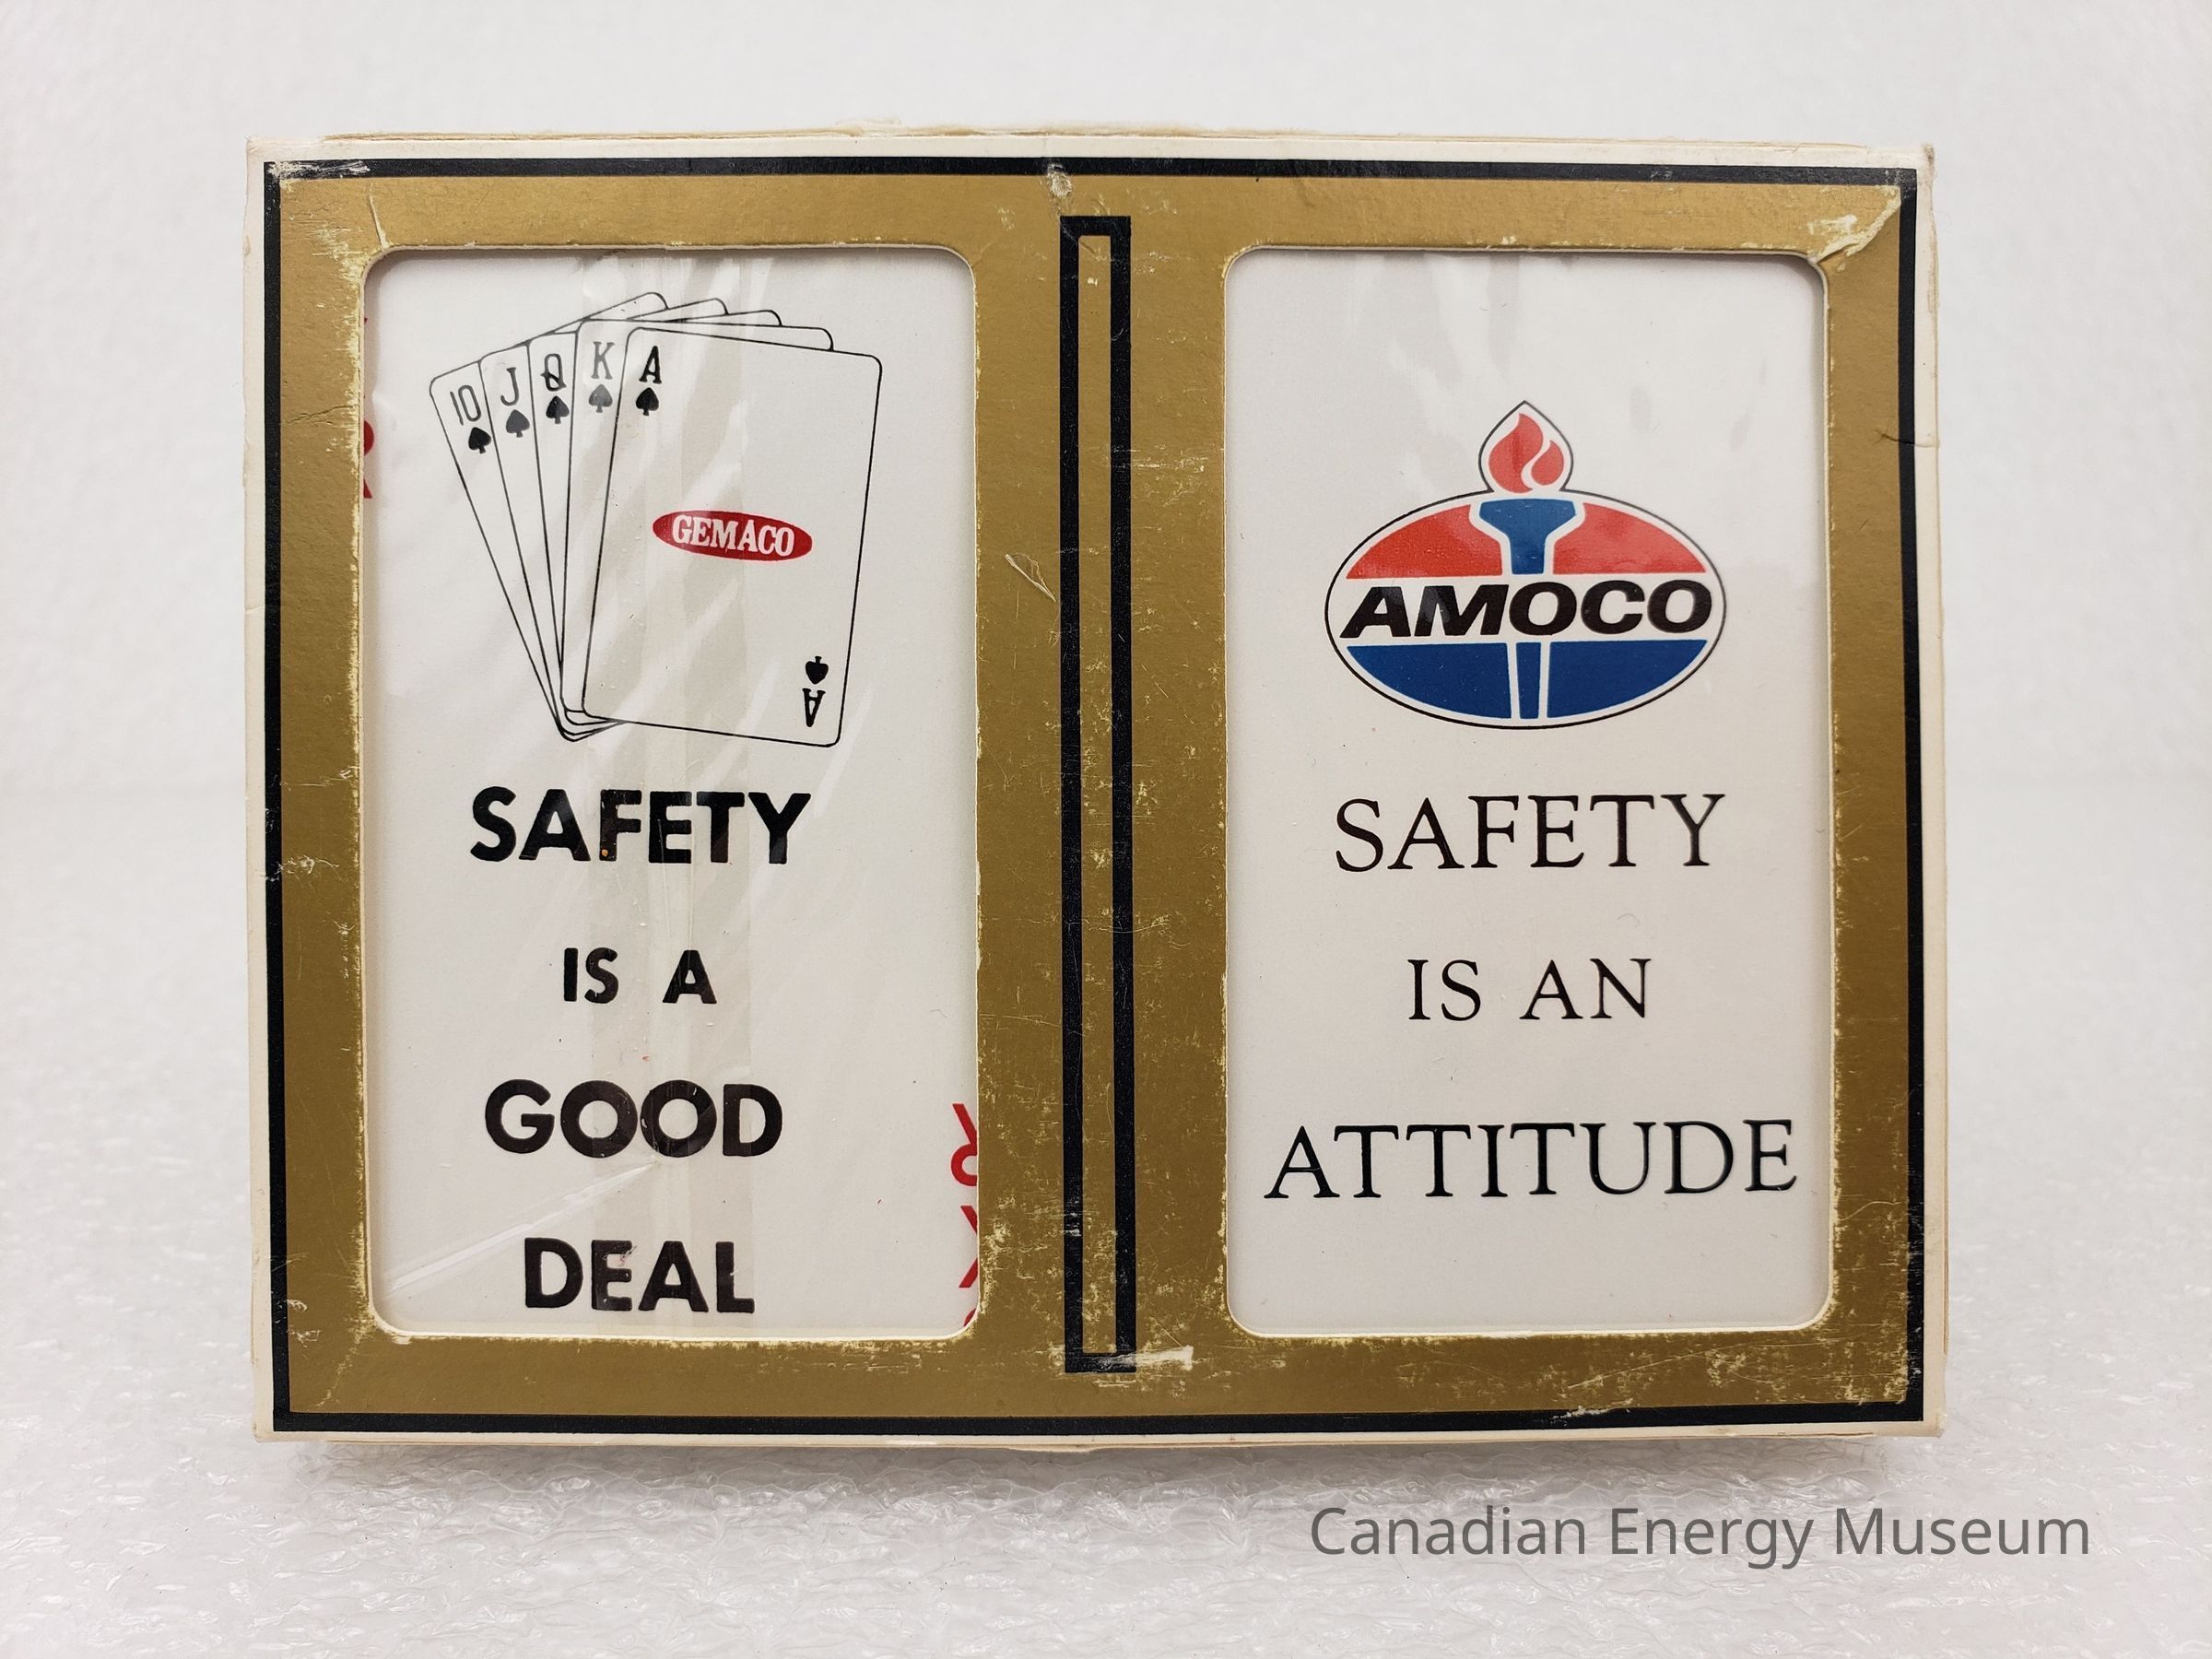 10 J Q K A
GEMACO
A
SAFETY
IS A
GOOD
DEAL
AMOCO
SAFETY
IS AN
ATTITUDE
Canadian Energy Museum